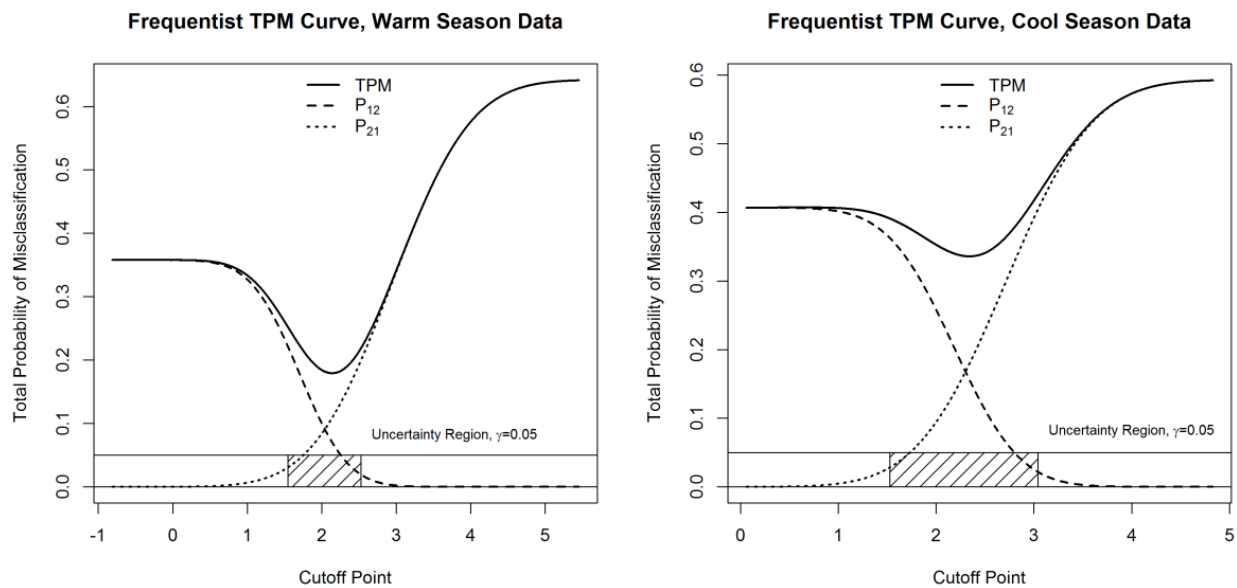 Frequentist TPM Curve, Warm Season Data
TPM
P12
P21
Total Probability of Misclassification
0.0
0.1
0.2
0.3
0.4
0.5
0.6
Uncertainty Region, γ=0.05
-1
0
1
2
3
4
5
Cutoff Point
Frequentist TPM Curve, Cool Season Data
TPM
P12
P21
Total Probability of Misclassification
0.0
0.1
0.2
0.3
0.4
0.5
0.6
Uncertainty Region, γ=0.05
0
1
2
3
4
5
Cutoff Point